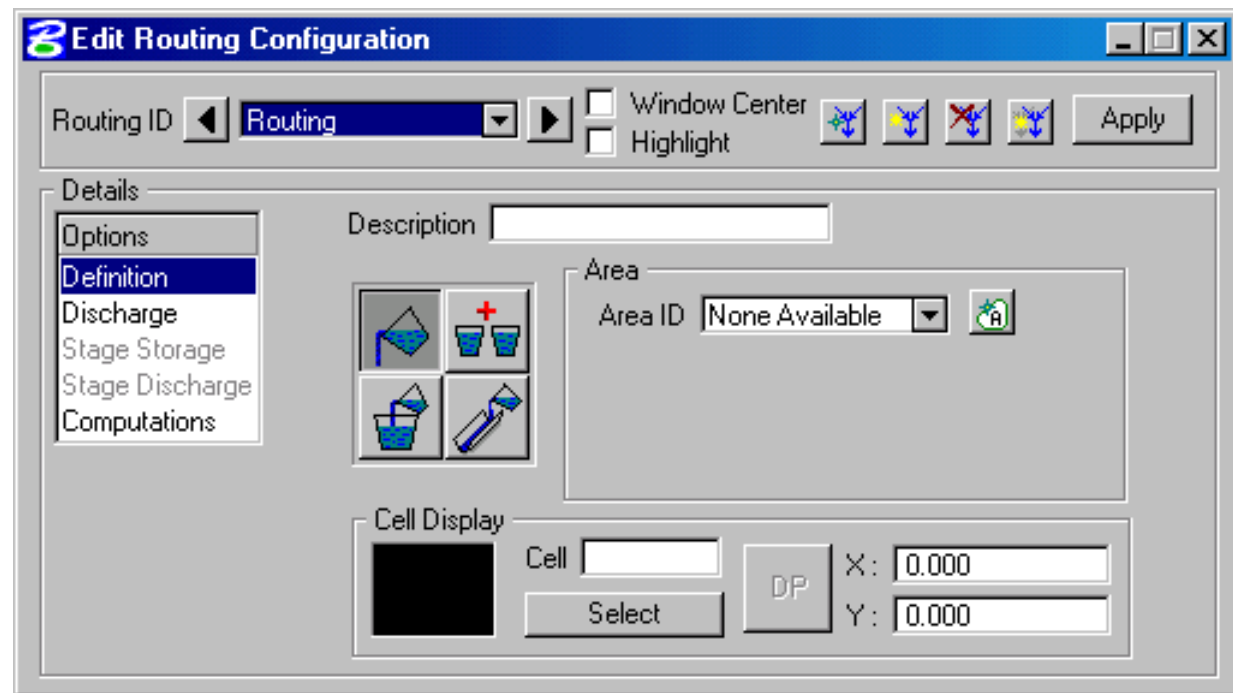 Edit Routing Configuration
Routing ID Routing Window Center Apply
Highlight
Details
Options
Definition
Discharge
Stage Storage
Stage Discharge
Computations
Description
Area
Area ID None Available A
Cell Display
Cell
Select
DP
X: 0.000
Y: 0.000